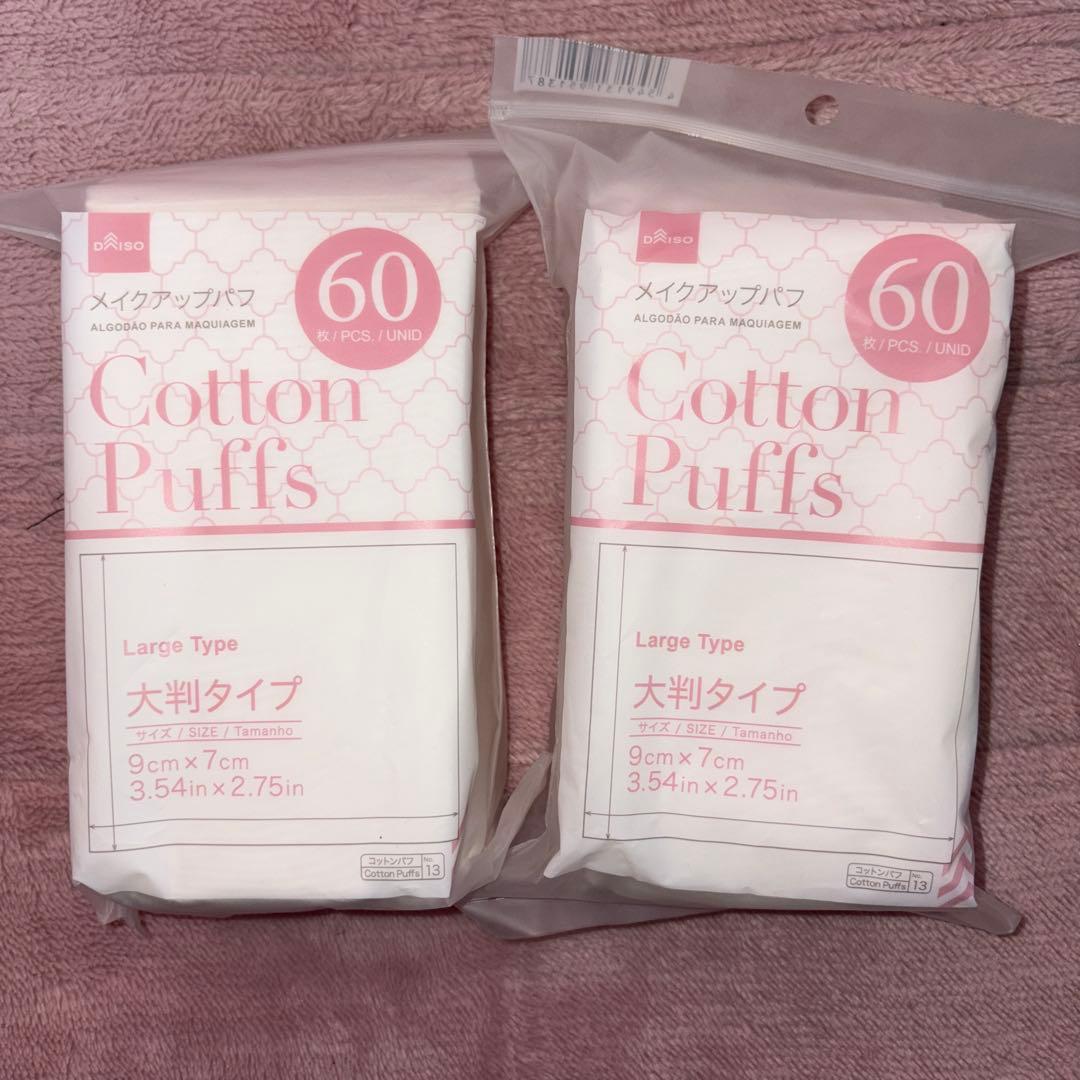 DAISO
メイクアップパフ
ALGODÃO PARA MAQUIAGEM
60
枚/PCS./UNID
Cotton
Puffs
Large Type
大判タイプ
サイズ / SIZE / Tamanho
9cm×7cm
3.54in×2.75in
コットンパフ
Cotton Puffs
No.
13
4549131951387
DAISO
メイクアップパフ
ALGODÃO PARA MAQUIAGEM
60
枚/PCS./UNID
Cotton
Puffs
Large Type
大判タイプ
サイズ / SIZE / Tamanho
9cm×7cm
3.54in×2.75in
コットンパフ
Cotton Puffs
No.
13